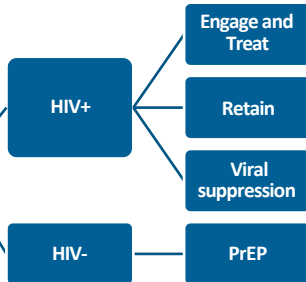 Engage and
Treat
HIV+
Retain
Viral
suppression
HIV-
PrEP